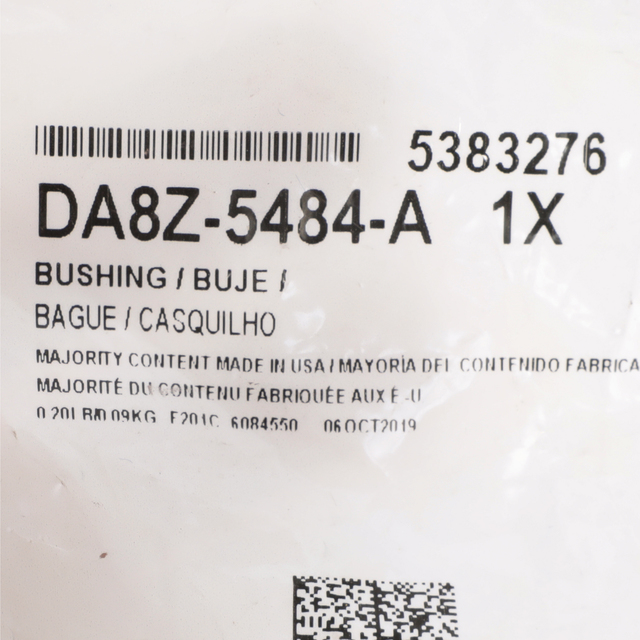 5383276
DA8Z-5484-A 1X
BUSHING / BUJE /
BAGUE / CASQUILHO
MAJORITY CONTENT MADE IN USA / MAYORÍA DEL CONTENIDO FABRICA
MAJORITÉ DU CONTENU FABRIQUÉE AUX É-U
0.20LB/0.09KG F201C 6084550 06OCT2019